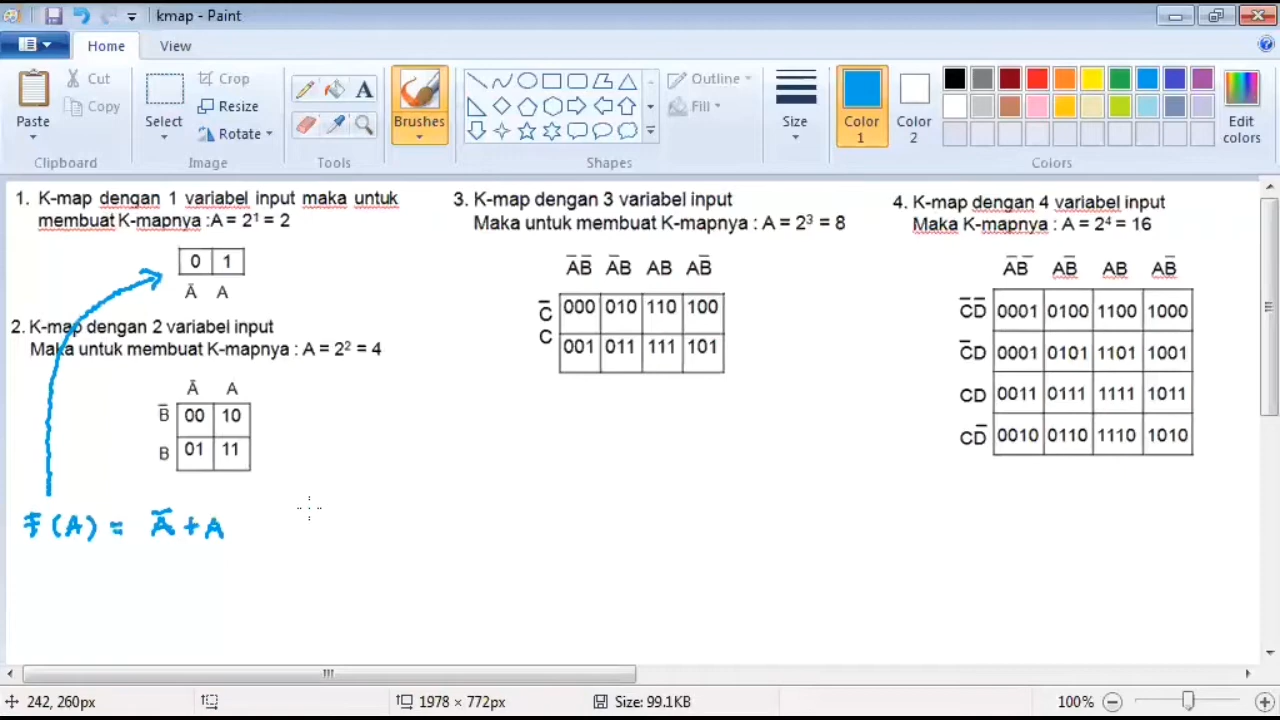 kmap - Paint
Home View
Paste
Cut
Copy
Clipboard
Select
Crop
Resize
Rotate
Image
A
Tools
Brushes
Shapes
Outline
Fill
Size
Color 1
Color 2
Edit colors
Colors
1. K-map dengan 1 variabel input maka untuk
membuat K-mapnya :A = 2¹ = 2
0 1
Ā A
2. K-map dengan 2 variabel input
Maka untuk membuat K-mapnya : A = 2² = 4
Ā A
B̅ 00 10
B 01 11
F(A) = Ā + A
3. K-map dengan 3 variabel input
Maka untuk membuat K-mapnya : A = 2³ = 8
A̅B̅ A̅B AB AB̅
C̅ 000 010 110 100
C 001 011 111 101
4. K-map dengan 4 variabel input
Maka K-mapnya : A = 2⁴ = 16
A̅B̅ AB̅ AB AB̅
C̅D̅ 0001 0100 1100 1000
C̅D 0001 0101 1101 1001
CD 0011 0111 1111 1011
CD̅ 0010 0110 1110 1010
242, 260px
1978 × 772px
Size: 99.1KB
100%